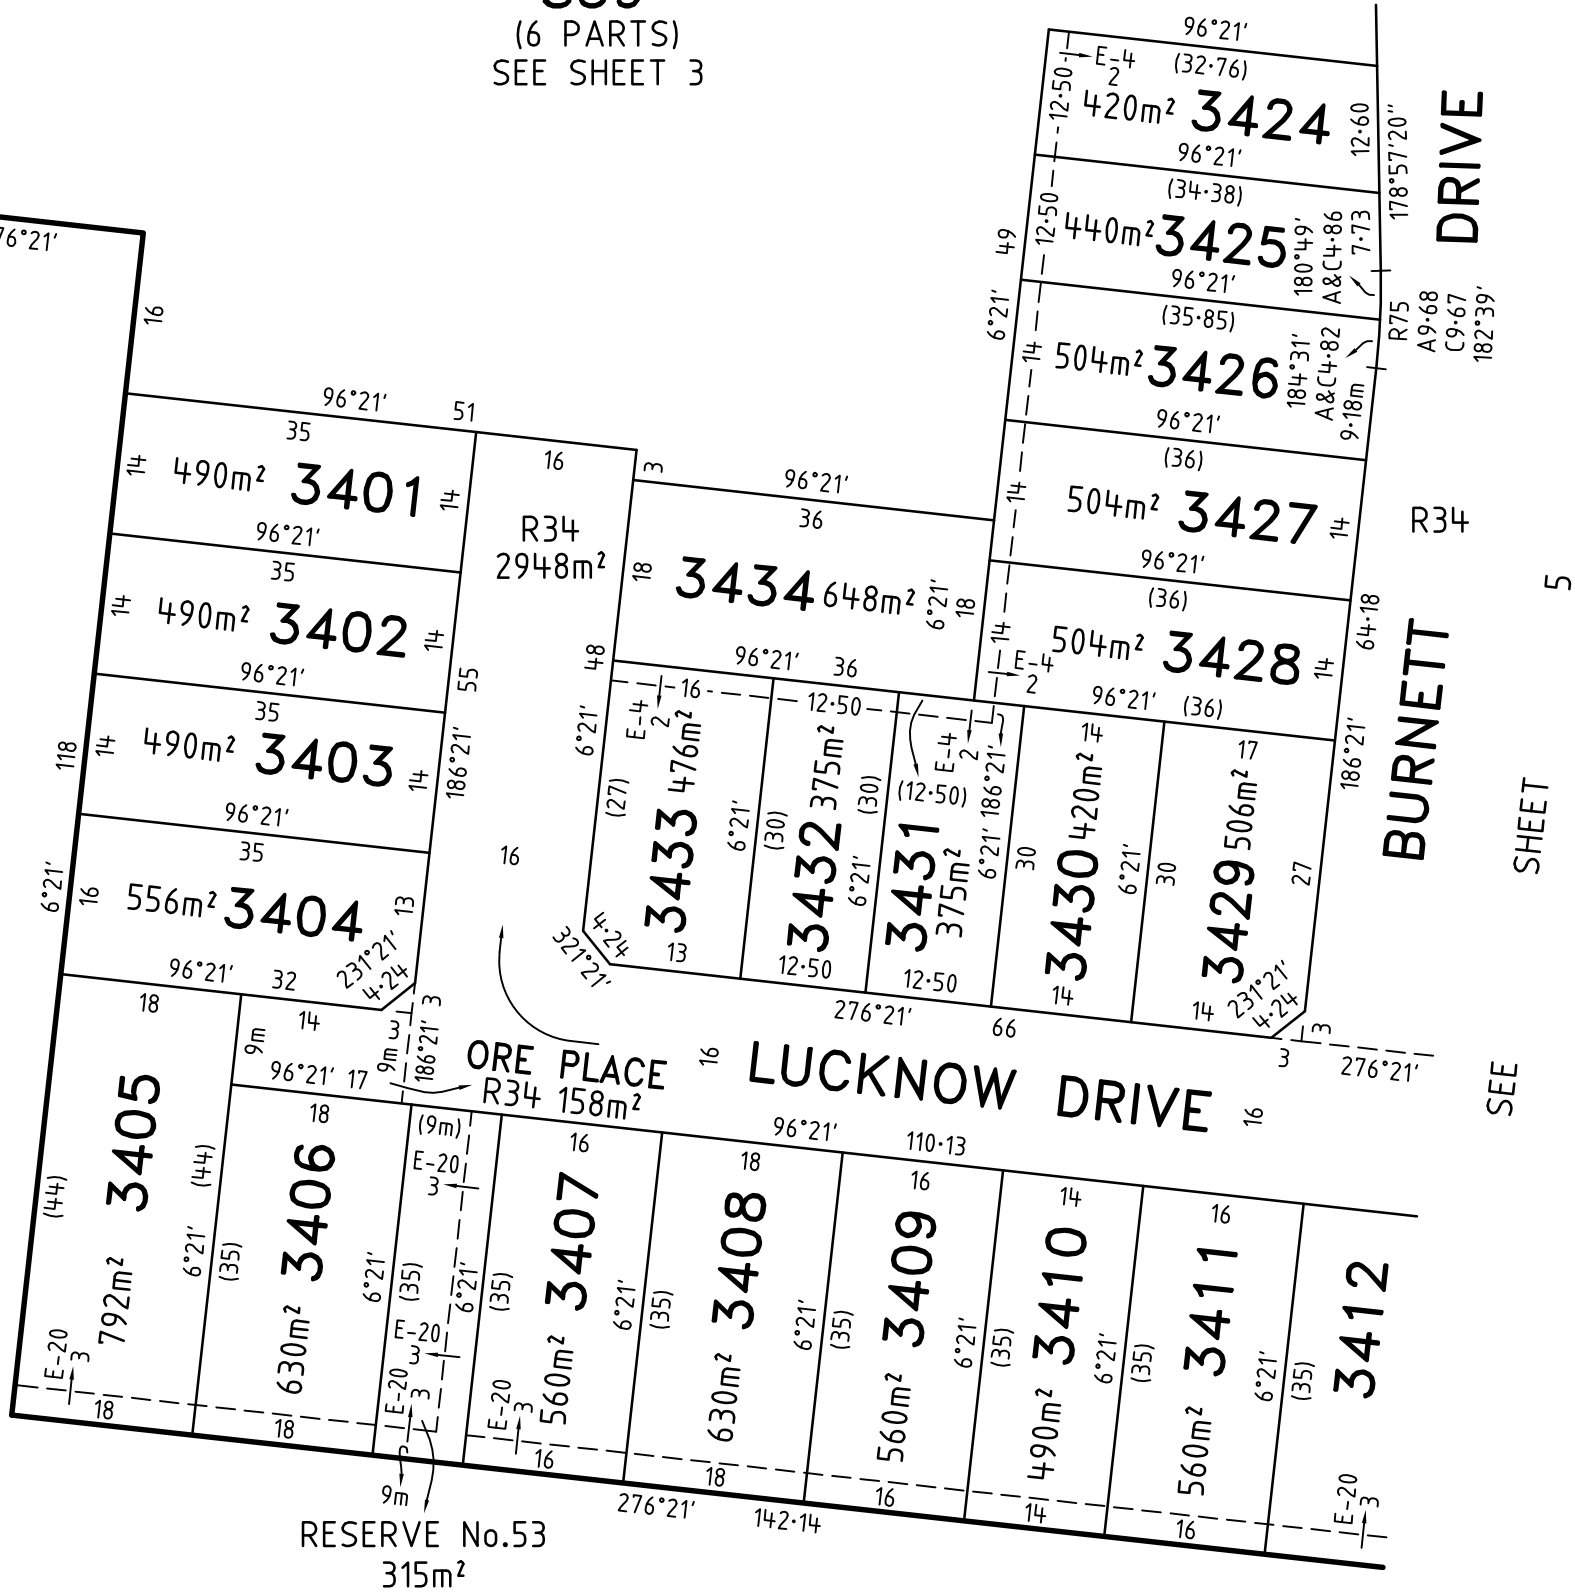 (6 PARTS)
SEE SHEET 3
96°21'
(32·76)
E-4
2
12·50
420m² 3424
12·60
178°57'20"
DRIVE
96°21'
(34·38)
12·50
440m² 3425
180°49'
A&C4·86
7·73
49
6°21'
96°21'
(35·85)
14
504m² 3426
184°31'
A&C4·82
9·18m
R75
A9·68
C9·67
182°39'
96°21'
(36)
14
504m² 3427
14
R34
96°21'
(36)
14
504m² 3428
14
64·18
E-4
2
96°21'
(36)
186°21'
BURNETT
5
SHEET
SEE
76°21'
16
96°21'
51
35
14
490m² 3401
14
96°21'
35
14
490m² 3402
14
96°21'
35
14
490m² 3403
14
118
6°21'
55
186°21'
96°21'
35
16
556m² 3404
13
231°21'
4·24
96°21'
32
16
R34
2948m²
3
96°21'
36
18
3434 648m²
6°21'
18
48
6°21'
96°21'
36
16
E-4
2
(27)
3433 476m²
6°21'
4·24
321°21'
13
12·50
(30)
3432 375m²
(30)
6°21'
12·50
(12·50)
E-4
2
186°21'
3431
375m²
6°21'
12·50
14
30
3430 420m²
6°21'
14
17
30
3429 506m²
27
231°21'
4·24
14
276°21'
66
3
3
276°21'
16
18
14
9m
3
3
9m
186°21'
96°21'
17
ORE PLACE
R34 158m²
16
LUCKNOW DRIVE
16
96°21'
110·13
(44)
3405
792m²
(44)
6°21'
E-20
3
18
18
(35)
3406
630m²
6°21'
18
(9m)
E-20
3
(35)
6°21'
E-20
3
E-20
3
9m
RESERVE No.53
315m²
16
(35)
3407
560m²
6°21'
E-20
3
16
18
(35)
3408
630m²
6°21'
18
16
(35)
3409
560m²
6°21'
16
14
(35)
3410
490m²
6°21'
14
16
(35)
3411
560m²
6°21'
16
(35)
3412
E-20
3
276°21'
142·14